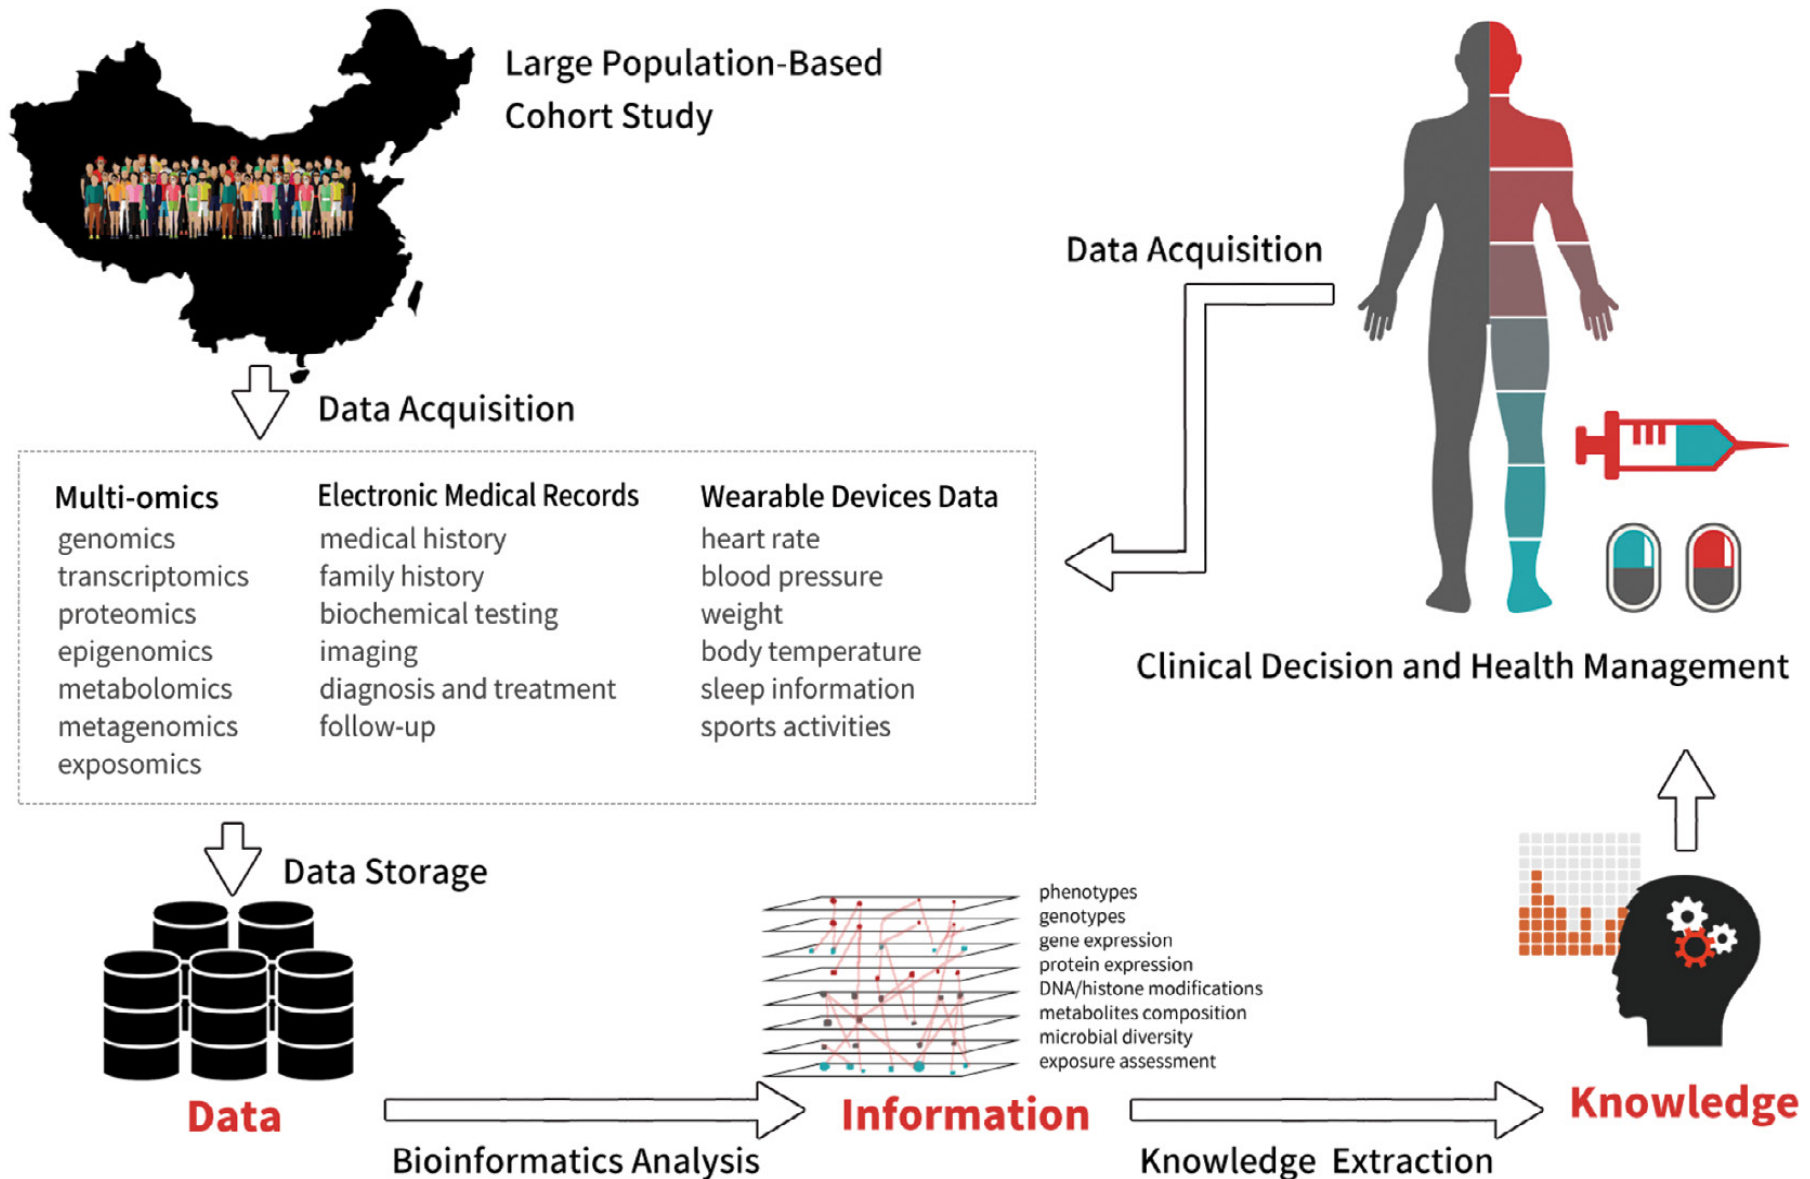 Large Population-Based
Cohort Study
Data Acquisition
Data Acquisition
Multi-omics
genomics
transcriptomics
proteomics
epigenomics
metabolomics
metagenomics
exposomics
Electronic Medical Records
medical history
family history
biochemical testing
imaging
diagnosis and treatment
follow-up
Wearable Devices Data
heart rate
blood pressure
weight
body temperature
sleep information
sports activities
Clinical Decision and Health Management
Data Storage
phenotypes
genotypes
gene expression
protein expression
DNA/histone modifications
metabolites composition
microbial diversity
exposure assessment
Data
Bioinformatics Analysis
Information
Knowledge Extraction
Knowledge